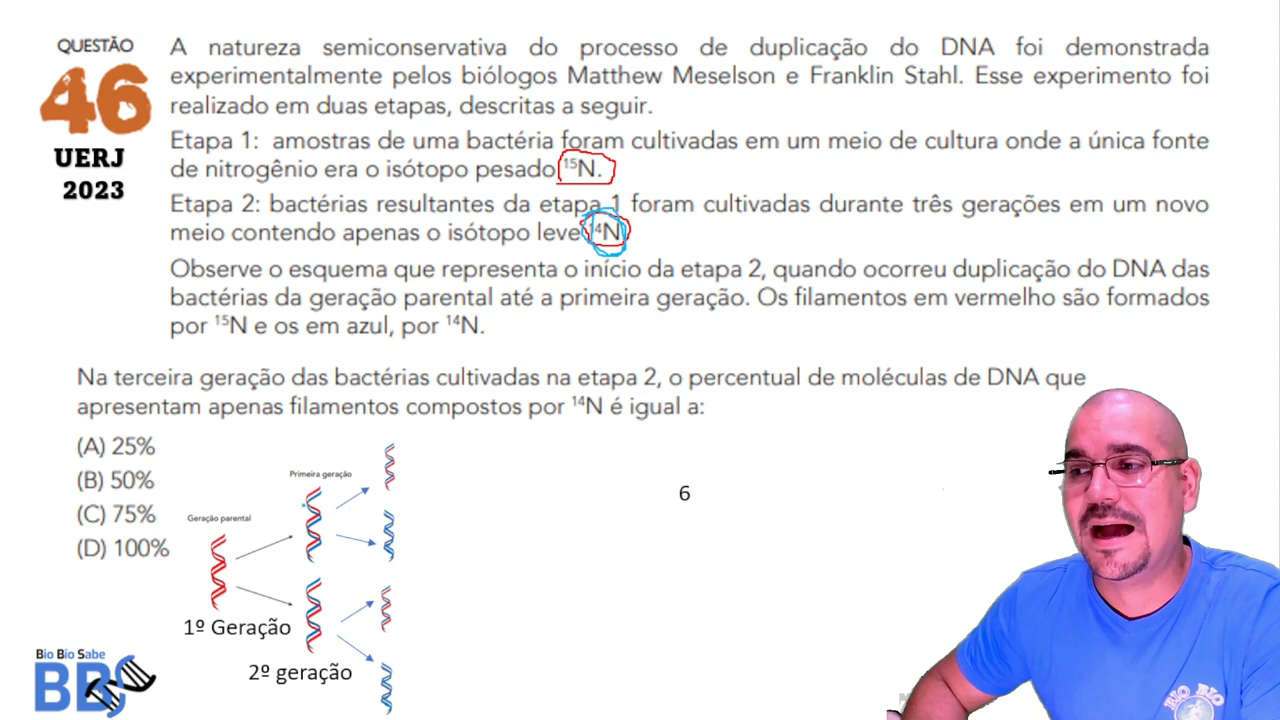 QUESTÃO
46
UERJ
2023
A natureza semiconservativa do processo de duplicação do DNA foi demonstrada
experimentalmente pelos biólogos Matthew Meselson e Franklin Stahl. Esse experimento foi
realizado em duas etapas, descritas a seguir.
Etapa 1: amostras de uma bactéria foram cultivadas em um meio de cultura onde a única fonte
de nitrogênio era o isótopo pesado ¹⁵N.
Etapa 2: bactérias resultantes da etapa 1 foram cultivadas durante três gerações em um novo
meio contendo apenas o isótopo leve ¹⁴N
Observe o esquema que representa o início da etapa 2, quando ocorreu duplicação do DNA das
bactérias da geração parental até a primeira geração. Os filamentos em vermelho são formados
por ¹⁵N e os em azul, por ¹⁴N.
Na terceira geração das bactérias cultivadas na etapa 2, o percentual de moléculas de DNA que
apresentam apenas filamentos compostos por ¹⁴N é igual a:
(A) 25%
(B) 50%
(C) 75%
(D) 100%
Primeira geração
Geração parental
6
1º Geração
2º geração
Bio Bio Sabe
BBS
BIO BIO